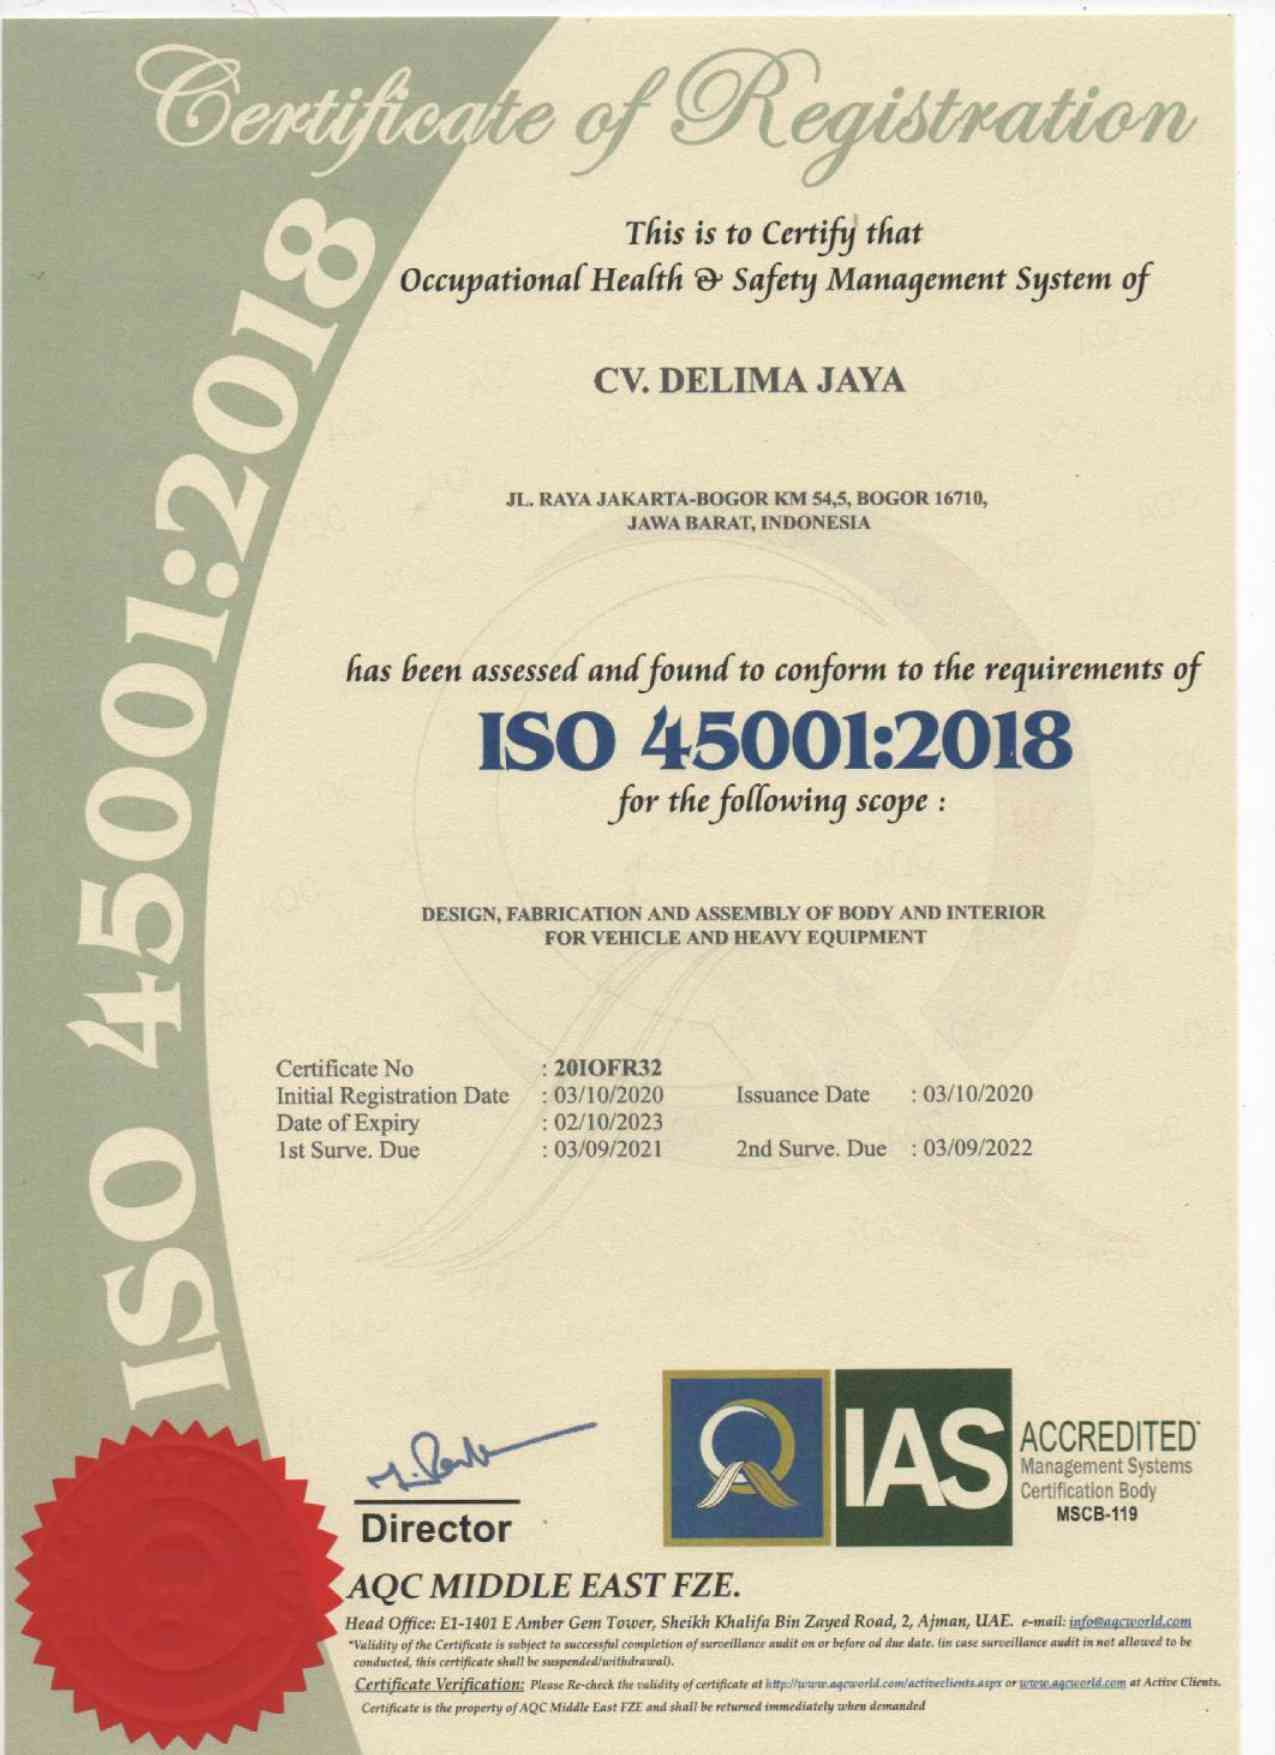 Certificate of Registration
ISO 45001:2018
This is to Certify that
Occupational Health & Safety Management System of
CV. DELIMA JAYA
JL. RAYA JAKARTA-BOGOR KM 54,5, BOGOR 16710,
JAWA BARAT, INDONESIA
has been assessed and found to conform to the requirements of
ISO 45001:2018
for the following scope :
DESIGN, FABRICATION AND ASSEMBLY OF BODY AND INTERIOR
FOR VEHICLE AND HEAVY EQUIPMENT
Certificate No : 20IOFR32
Initial Registration Date : 03/10/2020 Issuance Date : 03/10/2020
Date of Expiry : 02/10/2023
1st Surve. Due : 03/09/2021 2nd Surve. Due : 03/09/2022
IAS
ACCREDITED
Management Systems
Certification Body
MSCB-119
Director
AQC MIDDLE EAST FZE.
Head Office: E1-1401 E Amber Gem Tower, Sheikh Khalifa Bin Zayed Road, 2, Ajman, UAE. e-mail: info@aqcworld.com
*Validity of the Certificate is subject to successful completion of surveillance audit on or before od due date. (in case surveillance audit in not allowed to be
conducted, this certificate shall be suspended/withdrawal).
Certificate Verification: Please Re-check the validity of certificate at http://www.aqcworld.com/activeclients.aspx or www.aqcworld.com at Active Clients.
Certificate is the property of AQC Middle East FZE and shall be returned immediately when demanded